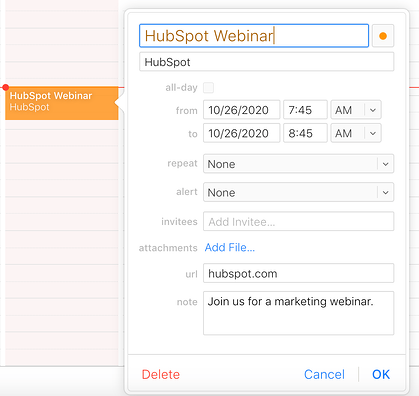 HubSpot Webinar
HubSpot
HubSpot Webinar
HubSpot
all-day
from 10/26/2020 7:45 AM
to 10/26/2020 8:45 AM
repeat None
alert None
invitees Add Invitee...
attachments Add File...
url hubspot.com
note Join us for a marketing webinar.
Delete Cancel OK